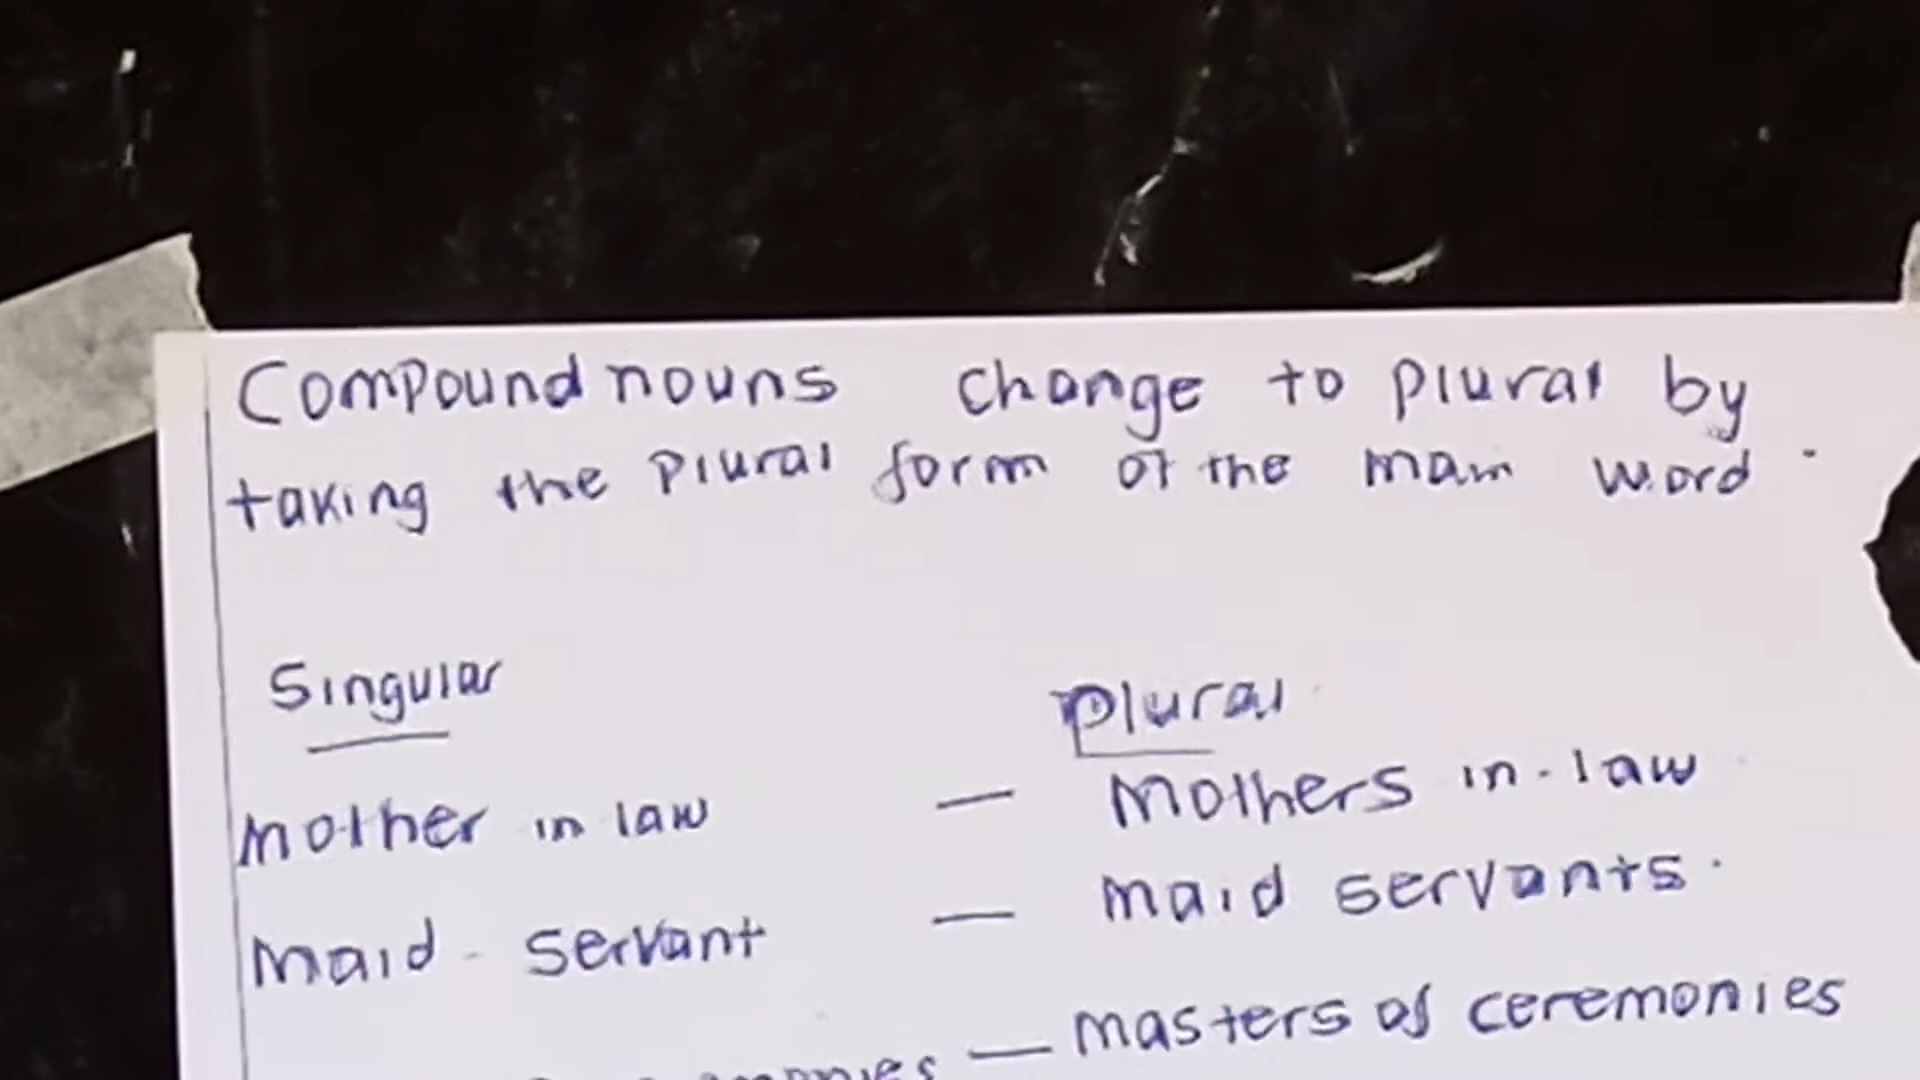 Compound nouns change to plural by
taking the plural form of the main word.
Singular
Plural
Mother in law — Mothers in-law
Maid - servant — Maid servants.
— masters of ceremonies